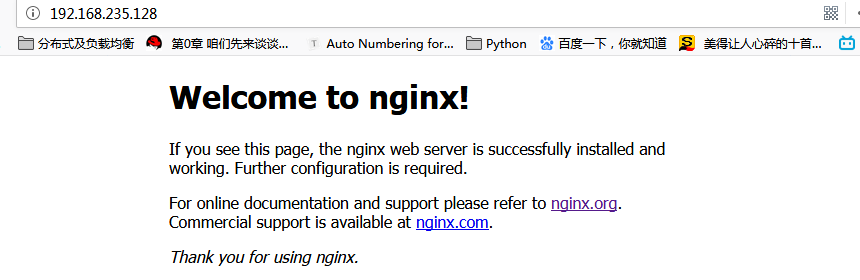 192.168.235.128
分布式及负载均衡 第0章 咱们先来谈谈... T Auto Numbering for... Python 百度一下，你就知道 S 美得让人心碎的十首...
Welcome to nginx!
If you see this page, the nginx web server is successfully installed and
working. Further configuration is required.
For online documentation and support please refer to nginx.org.
Commercial support is available at nginx.com.
Thank you for using nginx.